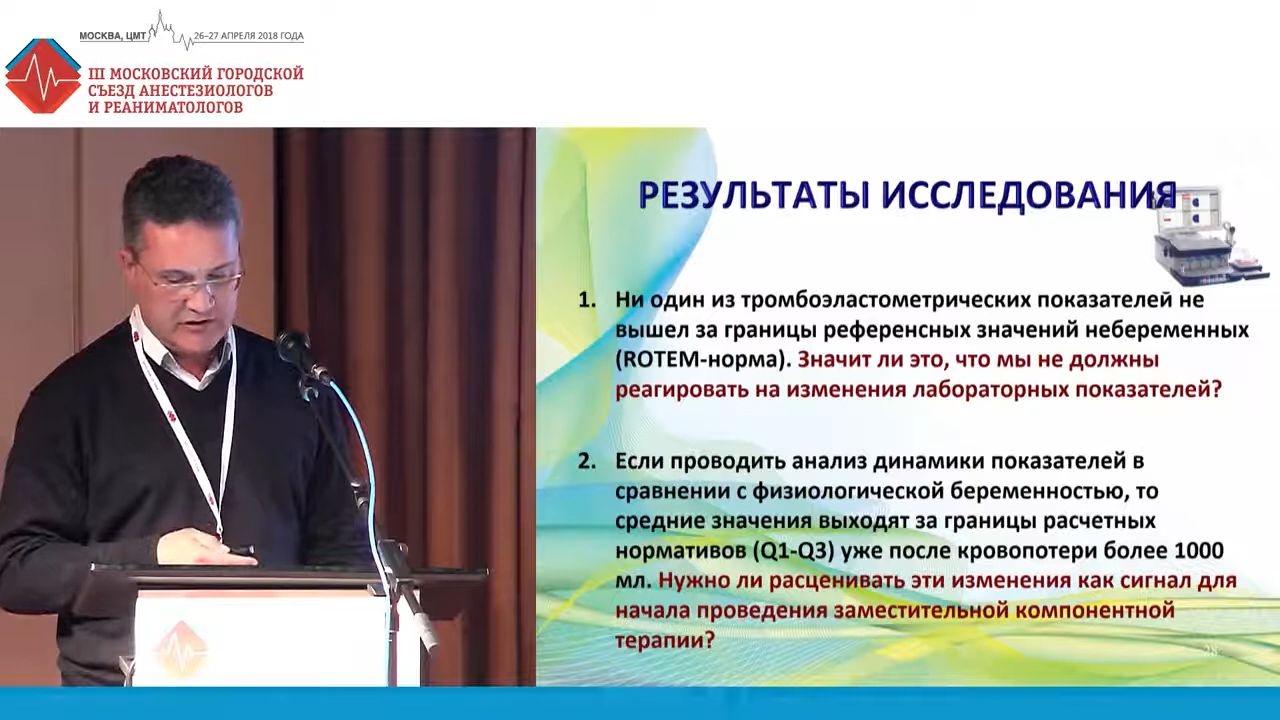 МОСКВА, ЦМТ 26–27 АПРЕЛЯ 2018 ГОДА
III МОСКОВСКИЙ ГОРОДСКОЙ
СЪЕЗД АНЕСТЕЗИОЛОГОВ
И РЕАНИМАТОЛОГОВ
РЕЗУЛЬТАТЫ ИССЛЕДОВАНИЯ
1. Ни один из тромбоэластометрических показателей не
вышел за границы референсных значений небеременных
(ROTEM-норма). Значит ли это, что мы не должны
реагировать на изменения лабораторных показателей?
2. Если проводить анализ динамики показателей в
сравнении с физиологической беременностью, то
средние значения выходят за границы расчетных
нормативов (Q1-Q3) уже после кровопотери более 1000
мл. Нужно ли расценивать эти изменения как сигнал для
начала проведения заместительной компонентной
терапии?
28